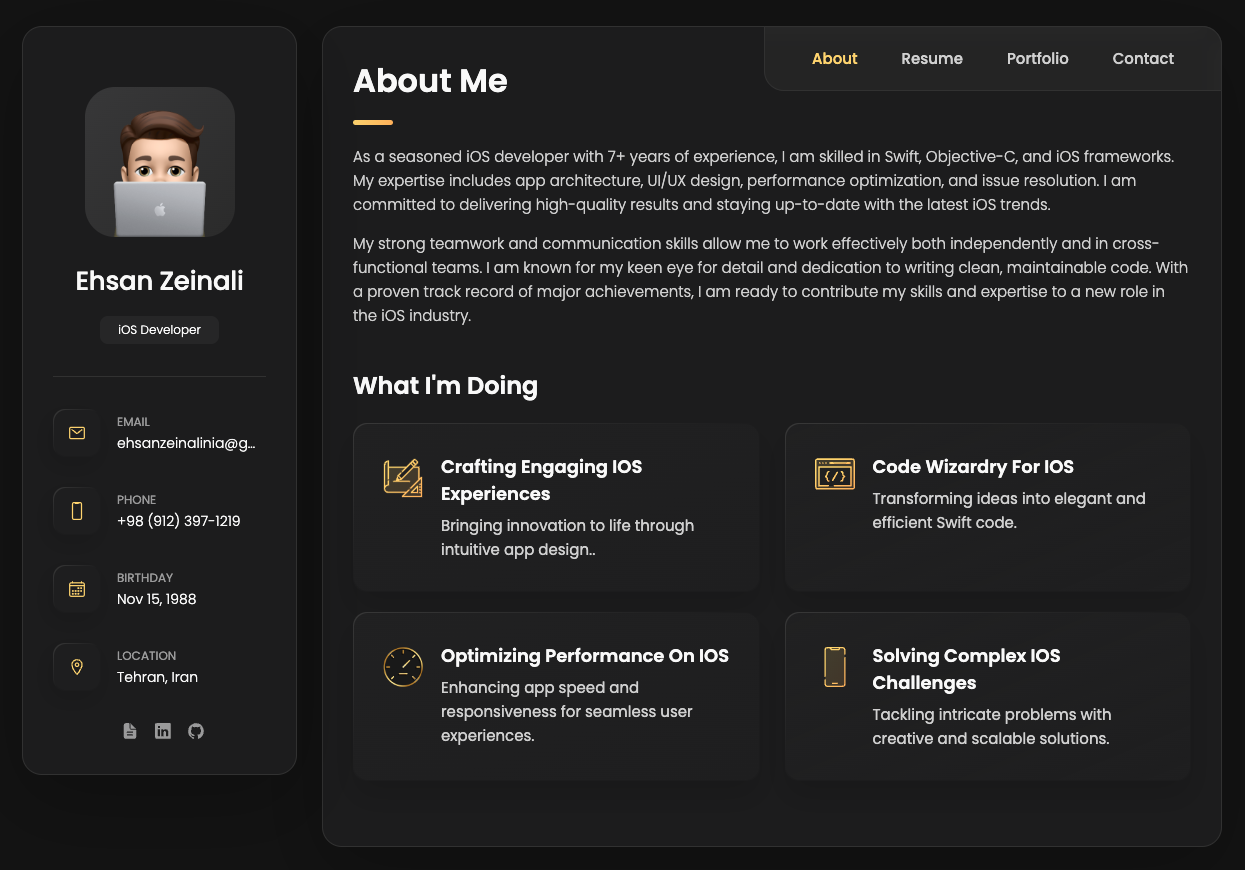 Ehsan Zeinali
iOS Developer
EMAIL
ehsanzeinalinia@g...
PHONE
+98 (912) 397-1219
BIRTHDAY
Nov 15, 1988
LOCATION
Tehran, Iran
About Resume Portfolio Contact
About Me
As a seasoned iOS developer with 7+ years of experience, I am skilled in Swift, Objective-C, and iOS frameworks.
My expertise includes app architecture, UI/UX design, performance optimization, and issue resolution. I am
committed to delivering high-quality results and staying up-to-date with the latest iOS trends.
My strong teamwork and communication skills allow me to work effectively both independently and in cross-
functional teams. I am known for my keen eye for detail and dedication to writing clean, maintainable code. With
a proven track record of major achievements, I am ready to contribute my skills and expertise to a new role in
the iOS industry.
What I'm Doing
Crafting Engaging IOS
Experiences
Bringing innovation to life through
intuitive app design..
Code Wizardry For IOS
Transforming ideas into elegant and
efficient Swift code.
Optimizing Performance On IOS
Enhancing app speed and
responsiveness for seamless user
experiences.
Solving Complex IOS
Challenges
Tackling intricate problems with
creative and scalable solutions.